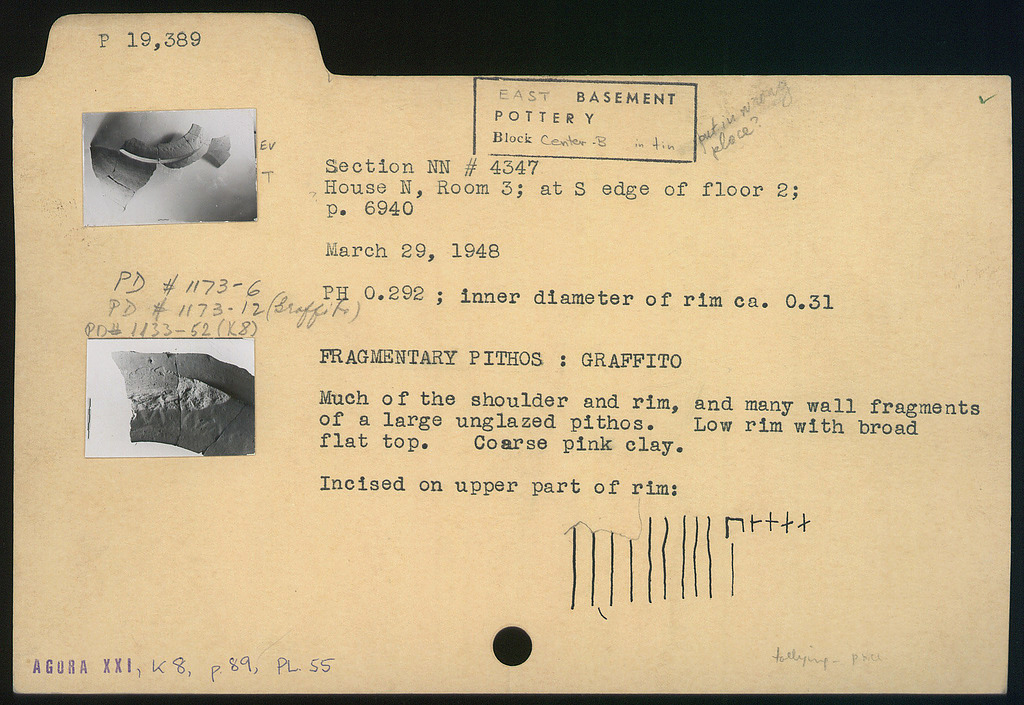 P 19,389
EAST BASEMENT
POTTERY
Block Center-B in tin
put in wrong
place?
EV
T
Section NN # 4347
House N, Room 3; at S edge of floor 2;
p. 6940
March 29, 1948
PD # 1173-6
PD # 1173-12 (Graffito)
PD# 1133-52 (K8)
PH 0.292 ; inner diameter of rim ca. 0.31
FRAGMENTARY PITHOS : GRAFFITO
Much of the shoulder and rim, and many wall fragments
of a large unglazed pithos. Low rim with broad
flat top. Coarse pink clay.
Incised on upper part of rim:
AGORA XXI, K 8, p. 89, PL. 55
tallying -